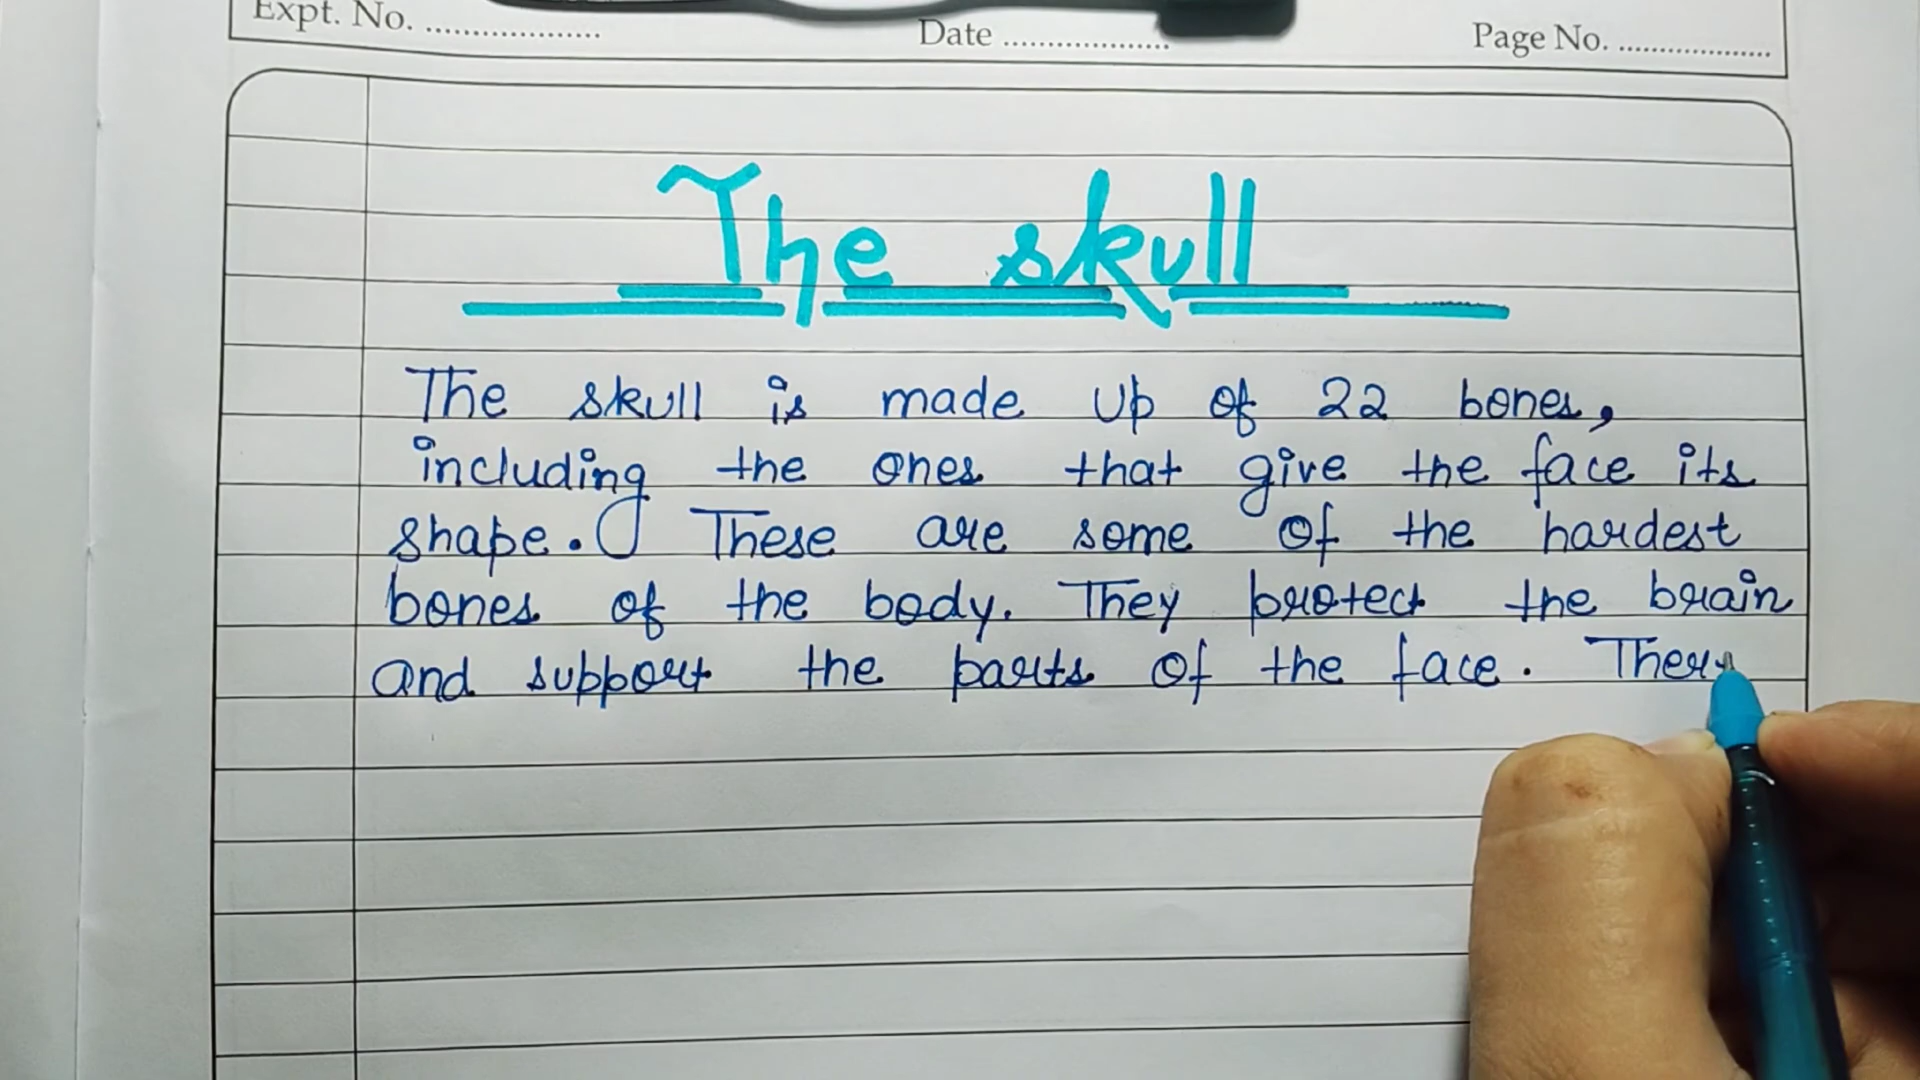 Expt. No. ....................
Date ....................
Page No. ....................
The skull
The skull is made up of 22 bones,
including the ones that give the face its
shape. These are some of the hardest
bones of the body. They protect the brain
and support the parts of the face. There